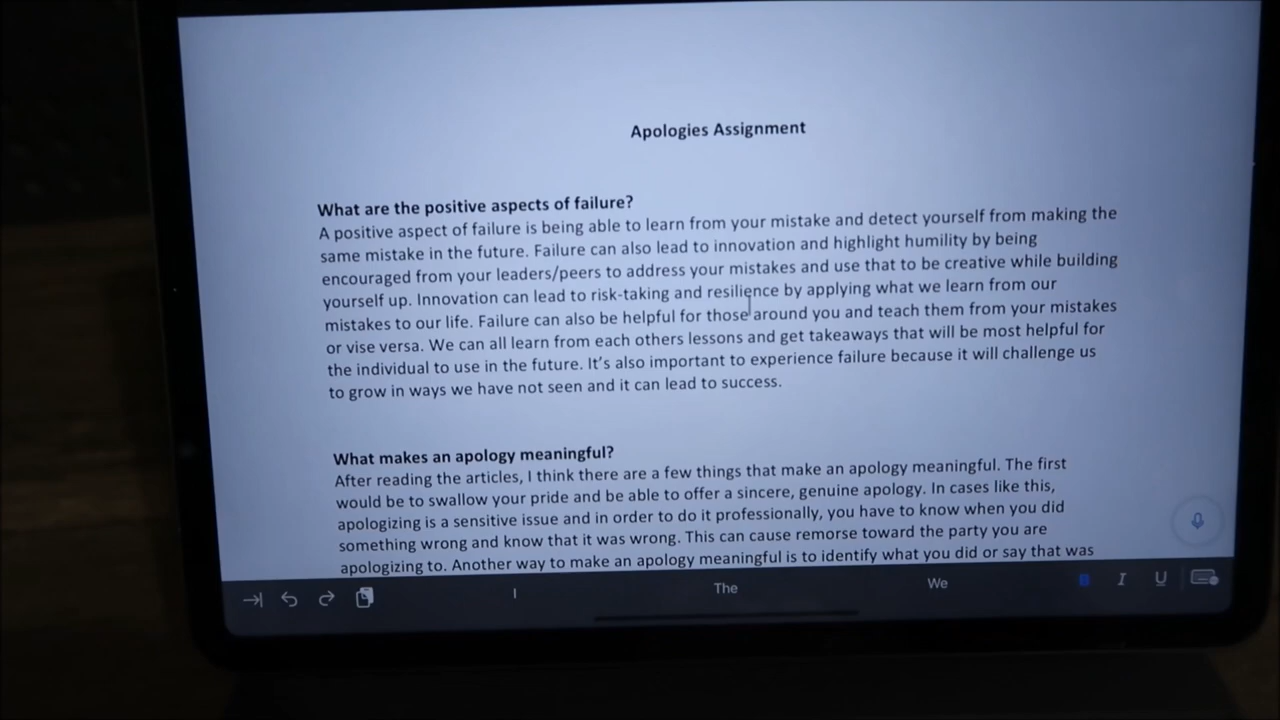 Apologies Assignment
What are the positive aspects of failure?
A positive aspect of failure is being able to learn from your mistake and detect yourself from making the
same mistake in the future. Failure can also lead to innovation and highlight humility by being
encouraged from your leaders/peers to address your mistakes and use that to be creative while building
yourself up. Innovation can lead to risk-taking and resilience by applying what we learn from our
mistakes to our life. Failure can also be helpful for those around you and teach them from your mistakes
or vise versa. We can all learn from each others lessons and get takeaways that will be most helpful for
the individual to use in the future. It's also important to experience failure because it will challenge us
to grow in ways we have not seen and it can lead to success.
What makes an apology meaningful?
After reading the articles, I think there are a few things that make an apology meaningful. The first
would be to swallow your pride and be able to offer a sincere, genuine apology. In cases like this,
apologizing is a sensitive issue and in order to do it professionally, you have to know when you did
something wrong and know that it was wrong. This can cause remorse toward the party you are
apologizing to. Another way to make an apology meaningful is to identify what you did or say that was
I The We B I U